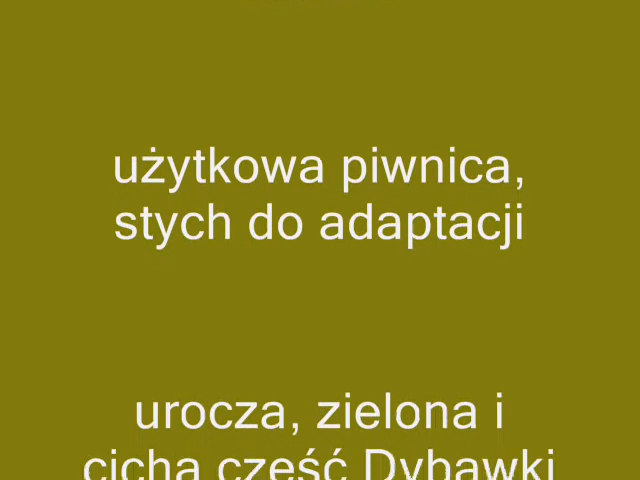 użytkowa piwnica,
stych do adaptacji
urocza, zielona i
cicha część Dybawki